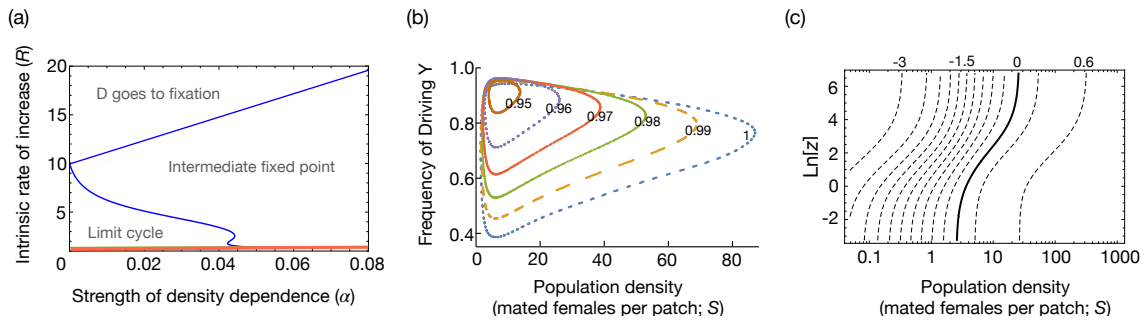 (a)
Intrinsic rate of increase (R)
20
15
10
5
0
0.02
0.04
0.06
0.08
D goes to fixation
Intermediate fixed point
Limit cycle
Strength of density dependence (α)
(b)
Frequency of Driving Y
1.0
0.8
0.6
0.4
0
20
40
60
80
0.95
0.96
0.97
0.98
0.99
1
Population density
(mated females per patch; S)
(c)
Ln[z]
-3
-1.5
0
0.6
6
4
2
0
-2
0.1
1
10
100
1000
Population density
(mated females per patch; S)